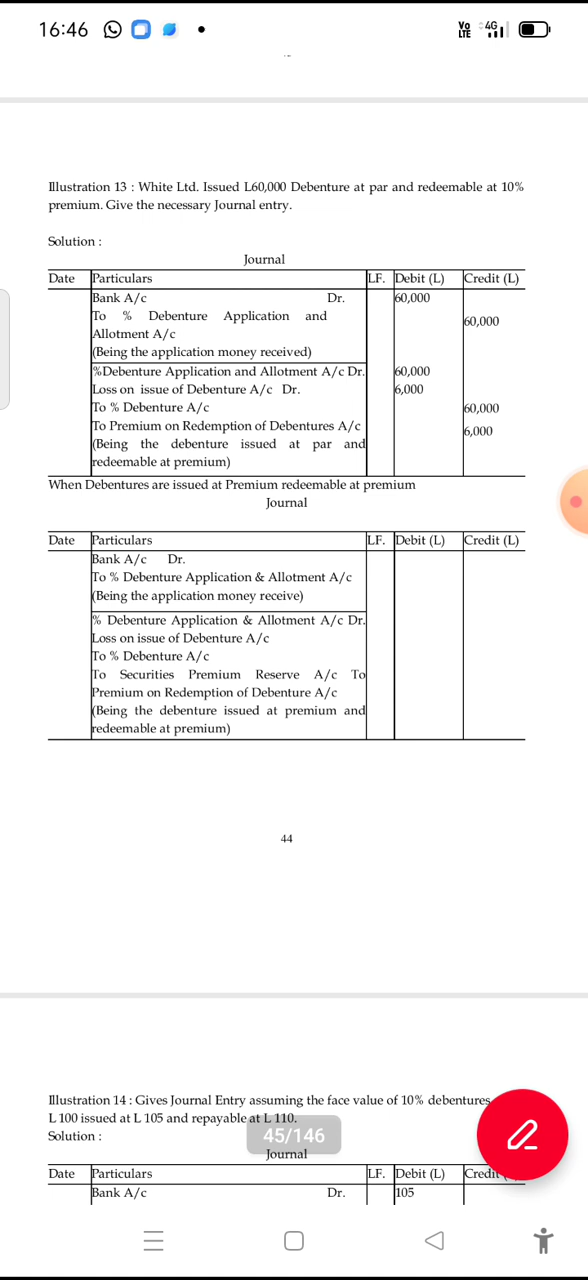 16:46
Vo LTE 4G
Illustration 13 : White Ltd. Issued L60,000 Debenture at par and redeemable at 10%
premium. Give the necessary Journal entry.
Solution :
Journal
Date Particulars LF. Debit (L) Credit (L)
Bank A/c Dr. 60,000
To % Debenture Application and
60,000
Allotment A/c
(Being the application money received)
%Debenture Application and Allotment A/c Dr. 60,000
Loss on issue of Debenture A/c Dr. 6,000
To % Debenture A/c 60,000
To Premium on Redemption of Debentures A/c 6,000
(Being the debenture issued at par and
redeemable at premium)
When Debentures are issued at Premium redeemable at premium
Journal
Date Particulars LF. Debit (L) Credit (L)
Bank A/c Dr.
To % Debenture Application & Allotment A/c
(Being the application money receive)
% Debenture Application & Allotment A/c Dr.
Loss on issue of Debenture A/c
To % Debenture A/c
To Securities Premium Reserve A/c To
Premium on Redemption of Debenture A/c
(Being the debenture issued at premium and
redeemable at premium)
44
Illustration 14 : Gives Journal Entry assuming the face value of 10% debentures
L 100 issued at L 105 and repayable at L 110.
Solution :
45/146
Journal
Date Particulars LF. Debit (L) Credit
Bank A/c Dr. 105